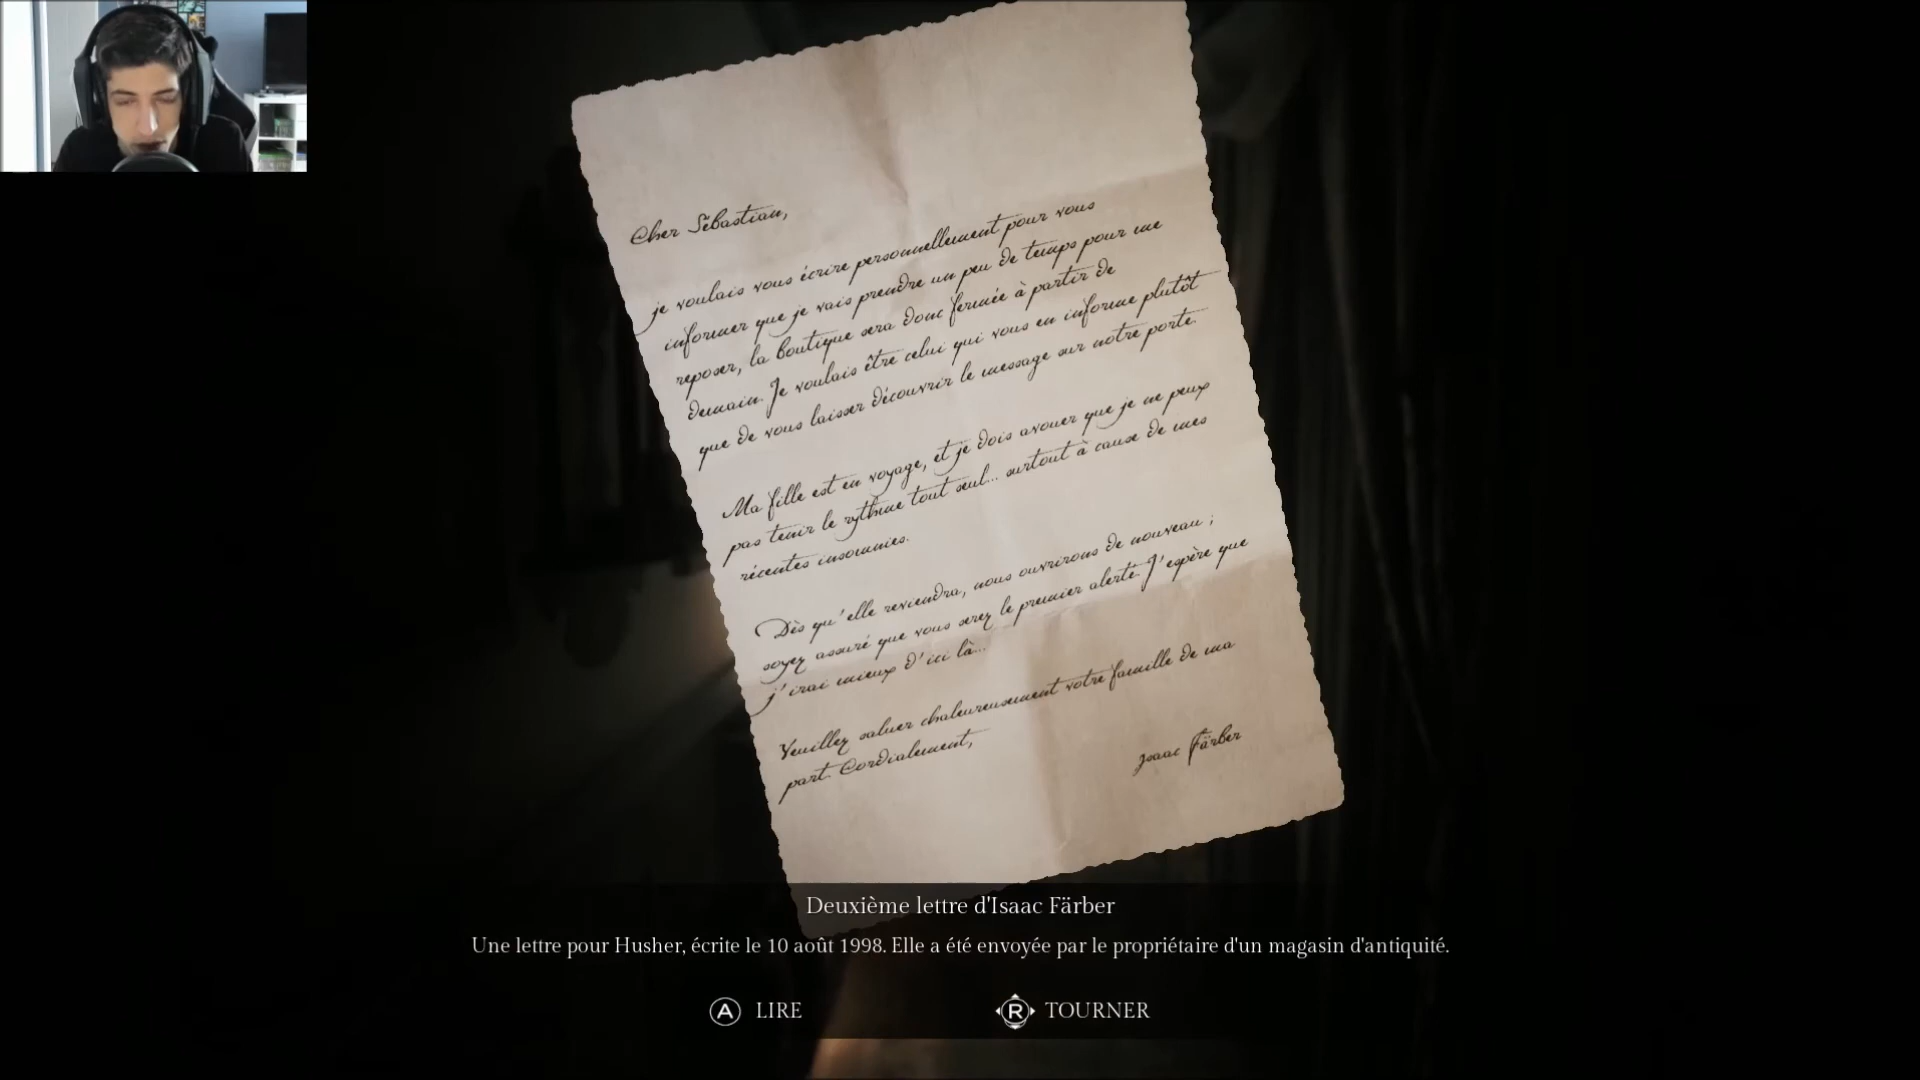 Cher Sébastian,
je voulais vous écrire personnellement pour vous
informer que je vais prendre un peu de temps pour me
reposer, la boutique sera donc fermée à partir de
demain. Je voulais être celui qui vous en informe plutôt
que de vous laisser découvrir le message sur notre porte.
Ma fille est en voyage, et je dois avouer que je ne peux
pas tenir le rythme tout seul... surtout à cause de mes
récentes insomnies.
Dès qu'elle reviendra, nous ouvrirons de nouveau ;
soyez assuré que vous serez le premier alerté. J'espère que
j'irai mieux d'ici là...
Veuillez saluer chaleureusement votre famille de ma
part. Cordialement,
Isaac Färber
Deuxième lettre d'Isaac Färber
Une lettre pour Husher, écrite le 10 août 1998. Elle a été envoyée par le propriétaire d'un magasin d'antiquité.
A LIRE R TOURNER